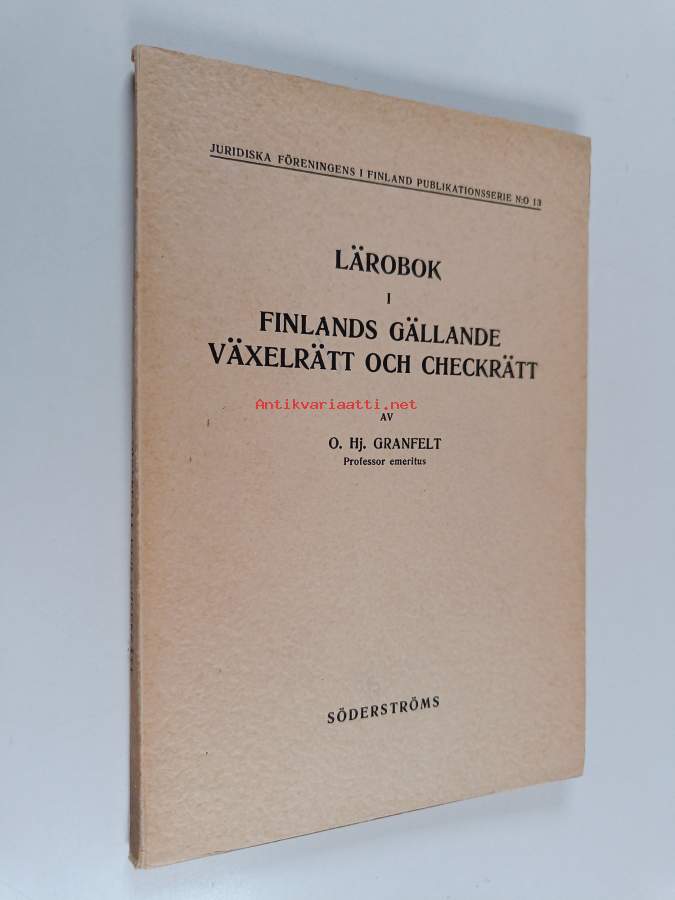 JURIDISKA FÖRENINGENS I FINLAND PUBLIKATIONSSERIE N:O 13
LÄROBOK
I
FINLANDS GÄLLANDE
VÄXELRÄTT OCH CHECKRÄTT
Antikvariaatti.net
AV
O. Hj. GRANFELT
Professor emeritus
SÖDERSTRÖMS